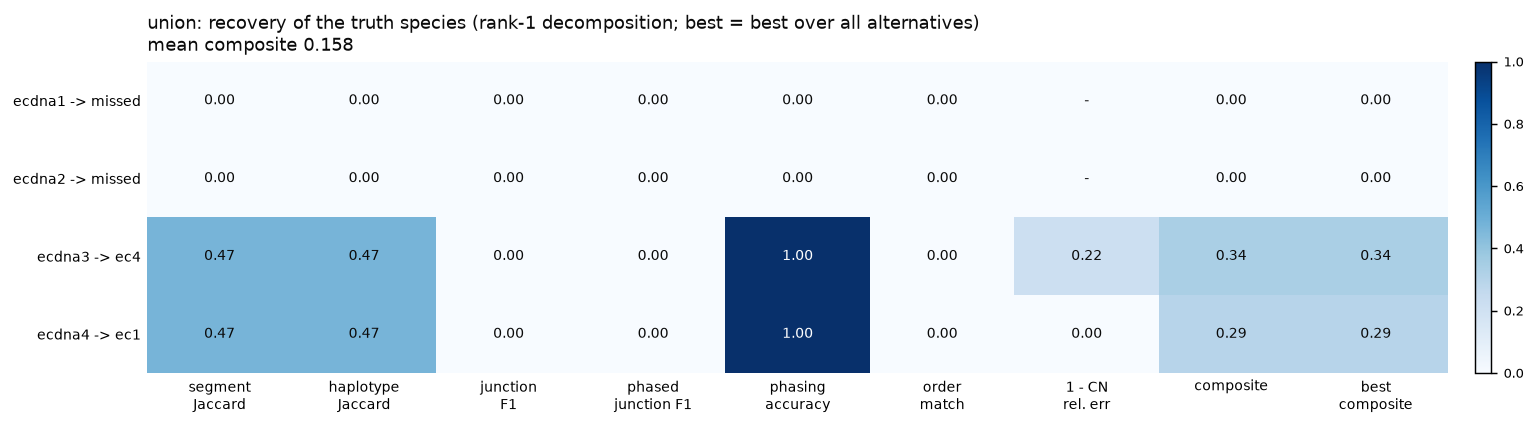 union: recovery of the truth species (rank-1 decomposition; best = best over all alternatives)
mean composite 0.158
ecdna1 -> missed 0.00 0.00 0.00 0.00 0.00 0.00 - 0.00 0.00
ecdna2 -> missed 0.00 0.00 0.00 0.00 0.00 0.00 - 0.00 0.00
ecdna3 -> ec4 0.47 0.47 0.00 0.00 1.00 0.00 0.22 0.34 0.34
ecdna4 -> ec1 0.47 0.47 0.00 0.00 1.00 0.00 0.00 0.29 0.29
segment
Jaccard
haplotype
Jaccard
junction
F1
phased
junction F1
phasing
accuracy
order
match
1 - CN
rel. err
composite
best
composite
1.0
0.8
0.6
0.4
0.2
0.0